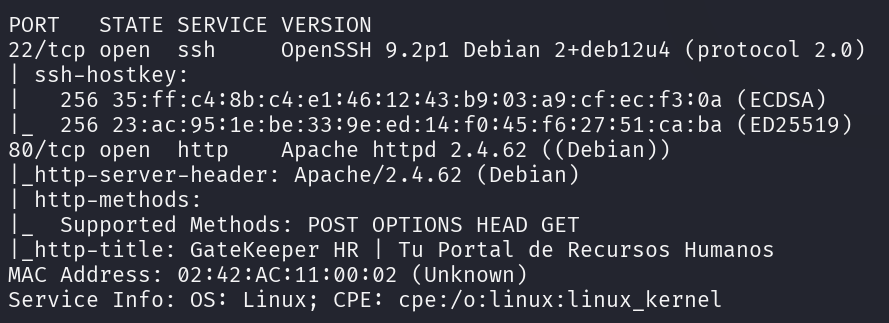 PORT   STATE SERVICE VERSION
22/tcp open  ssh     OpenSSH 9.2p1 Debian 2+deb12u4 (protocol 2.0)
| ssh-hostkey:
|   256 35:ff:c4:8b:c4:e1:46:12:43:b9:03:a9:cf:ec:f3:0a (ECDSA)
|_  256 23:ac:95:1e:be:33:9e:ed:14:f0:45:f6:27:51:ca:ba (ED25519)
80/tcp open  http    Apache httpd 2.4.62 ((Debian))
|_http-server-header: Apache/2.4.62 (Debian)
| http-methods:
|_  Supported Methods: POST OPTIONS HEAD GET
|_http-title: GateKeeper HR | Tu Portal de Recursos Humanos
MAC Address: 02:42:AC:11:00:02 (Unknown)
Service Info: OS: Linux; CPE: cpe:/o:linux:linux_kernel